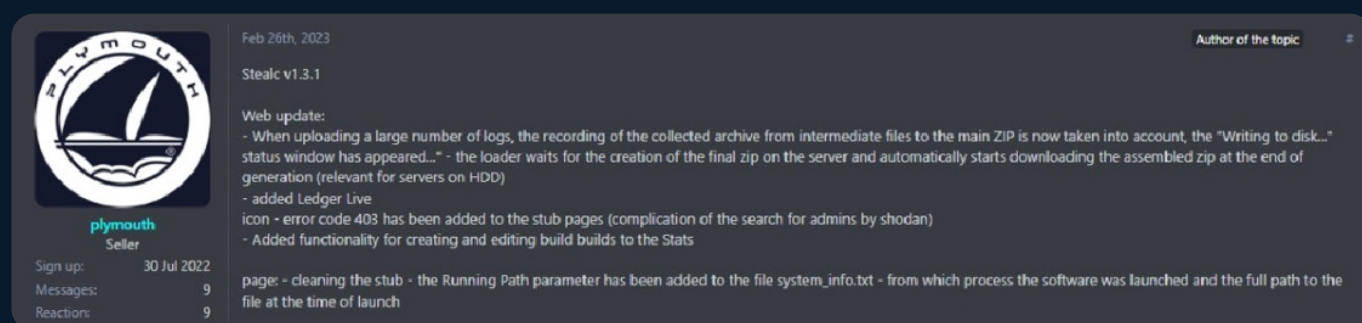 PLYMOUTH
plymouth
Seller
Sign up: 30 Jul 2022
Messages: 9
Reaction: 9
Feb 26th, 2023
Author of the topic
#
Stealc v1.3.1
Web update:
- When uploading a large number of logs, the recording of the collected archive from intermediate files to the main ZIP is now taken into account, the "Writing to disk..."
status window has appeared..." - the loader waits for the creation of the final zip on the server and automatically starts downloading the assembled zip at the end of
generation (relevant for servers on HDD)
- added Ledger Live
icon - error code 403 has been added to the stub pages (complication of the search for admins by shodan)
- Added functionality for creating and editing build builds to the Stats
page: - cleaning the stub - the Running Path parameter has been added to the file system_info.txt - from which process the software was launched and the full path to the
file at the time of launch